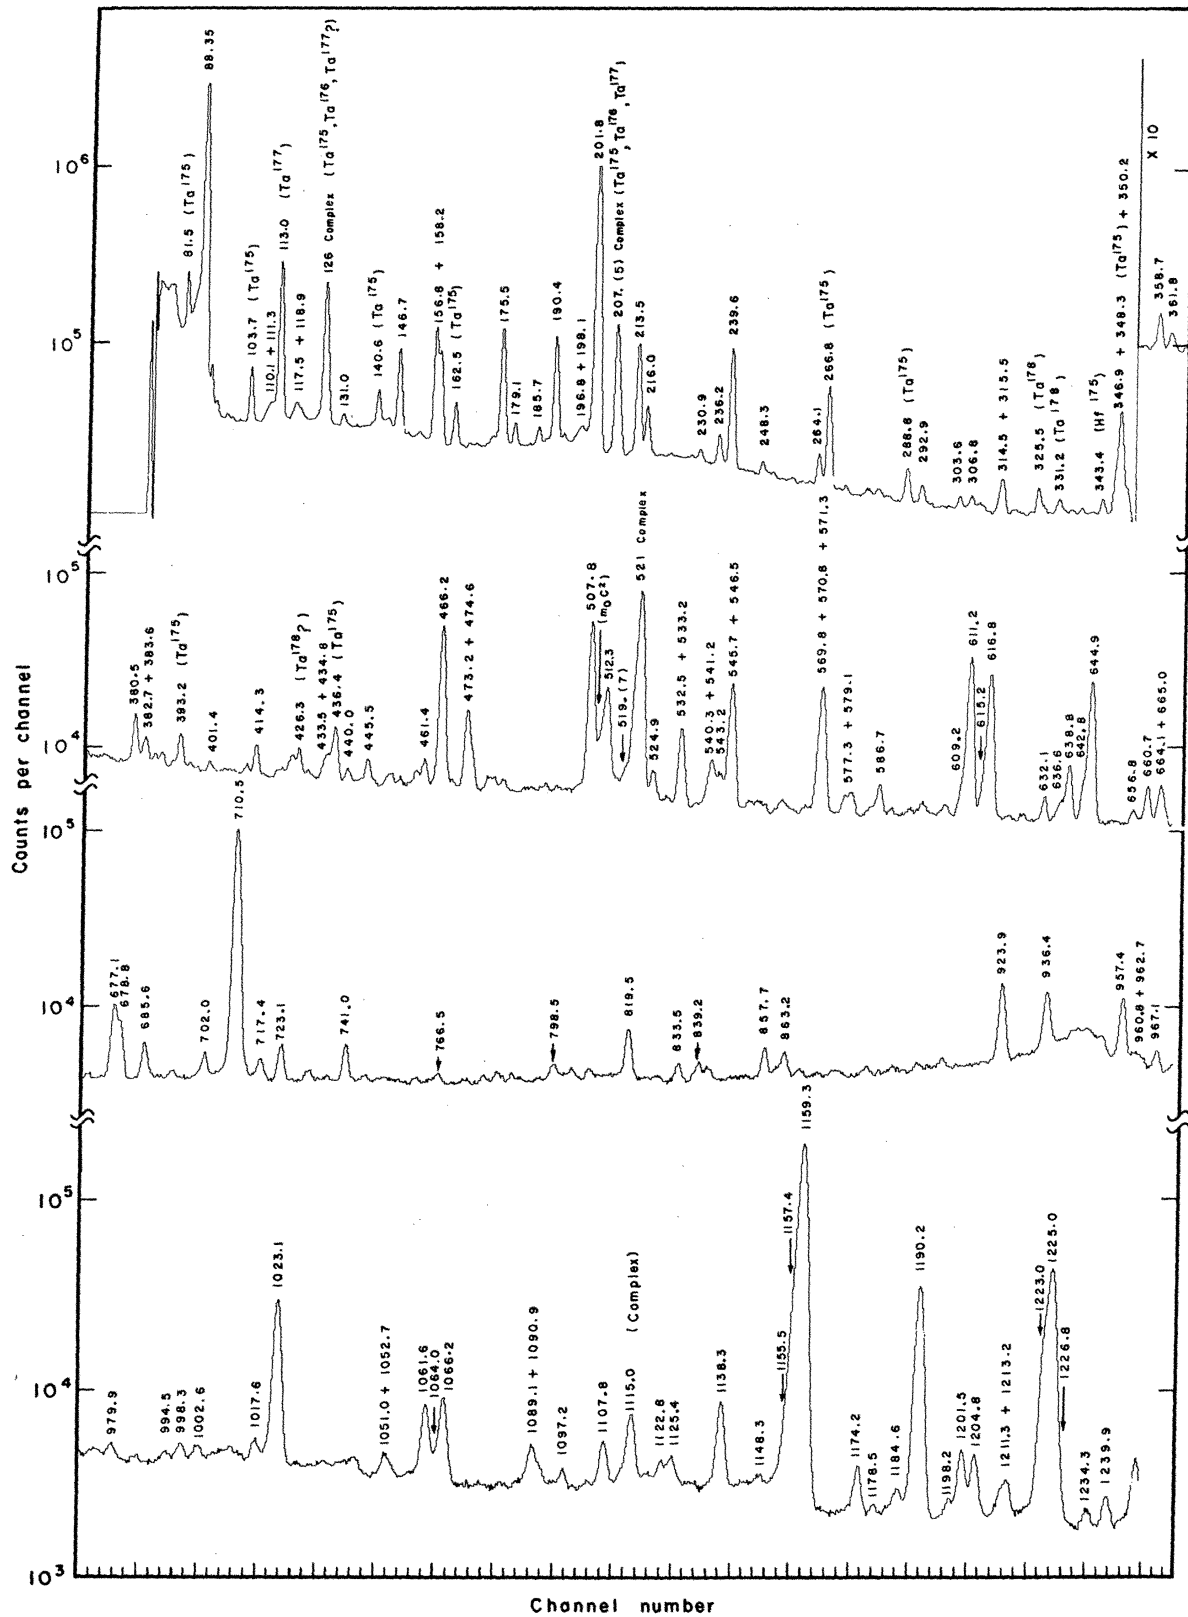 Counts per channel
10⁶
10⁵
81.5 (Ta¹⁷⁵)
88.35
103.7 (Ta¹⁷⁵)
110.1 + 111.3
113.0 (Ta¹⁷⁷)
117.5 + 118.9
126 Complex (Ta¹⁷⁵, Ta¹⁷⁶, Ta¹⁷⁷?)
131.0
140.6 (Ta¹⁷⁵)
146.7
156.8 + 158.2
162.5 (Ta¹⁷⁵)
175.5
179.1
185.7
190.4
196.8 + 198.1
201.8
207. (5) Complex (Ta¹⁷⁵, Ta¹⁷⁶, Ta¹⁷⁷)
213.5
216.0
230.9
236.2
239.6
248.3
264.1
266.8 (Ta¹⁷⁵)
288.8 (Ta¹⁷⁵)
292.9
303.6
306.8
314.5 + 315.5
325.5 (Ta¹⁷⁸)
331.2 (Ta¹⁷⁸)
343.4 (Hf¹⁷⁵)
346.9 + 348.3 (Ta¹⁷⁵) + 350.2
X 10
358.7
361.8
10⁵
10⁴
380.5
382.7 + 383.6
393.2 (Ta¹⁷⁵)
401.4
414.3
426.3 (Ta¹⁷⁸?)
433.5 + 434.8
436.4 (Ta¹⁷⁵)
440.0
445.5
461.4
466.2
473.2 + 474.6
507.8
(m₀C²)
512.3
519.(7)
521 Complex
524.9
532.5 + 533.2
540.3 + 541.2
543.2
545.7 + 546.5
569.8 + 570.8 + 571.3
577.3 + 579.1
586.7
609.2
611.2
615.2
616.8
632.1
636.6
638.8
642.8
644.9
656.8
660.7
664.1 + 665.0
10⁵
10⁴
677.1
678.8
685.6
702.0
710.5
717.4
723.1
741.0
766.5
798.5
819.5
833.5
839.2
857.7
863.2
923.9
936.4
957.4
960.8 + 962.7
967.1
10⁵
10⁴
10³
979.9
994.5
998.3
1002.6
1017.6
1023.1
1051.0 + 1052.7
1061.6
1064.0
1066.2
1089.1 + 1090.9
1097.2
1107.8
1115.0 (Complex)
1122.8
1125.4
1138.3
1148.3
1155.5
1157.4
1159.3
1174.2
1178.5
1184.6
1190.2
1198.2
1201.5
1204.8
1211.3 + 1213.2
1223.0
1225.0
1226.8
1234.3
1239.9
Channel number